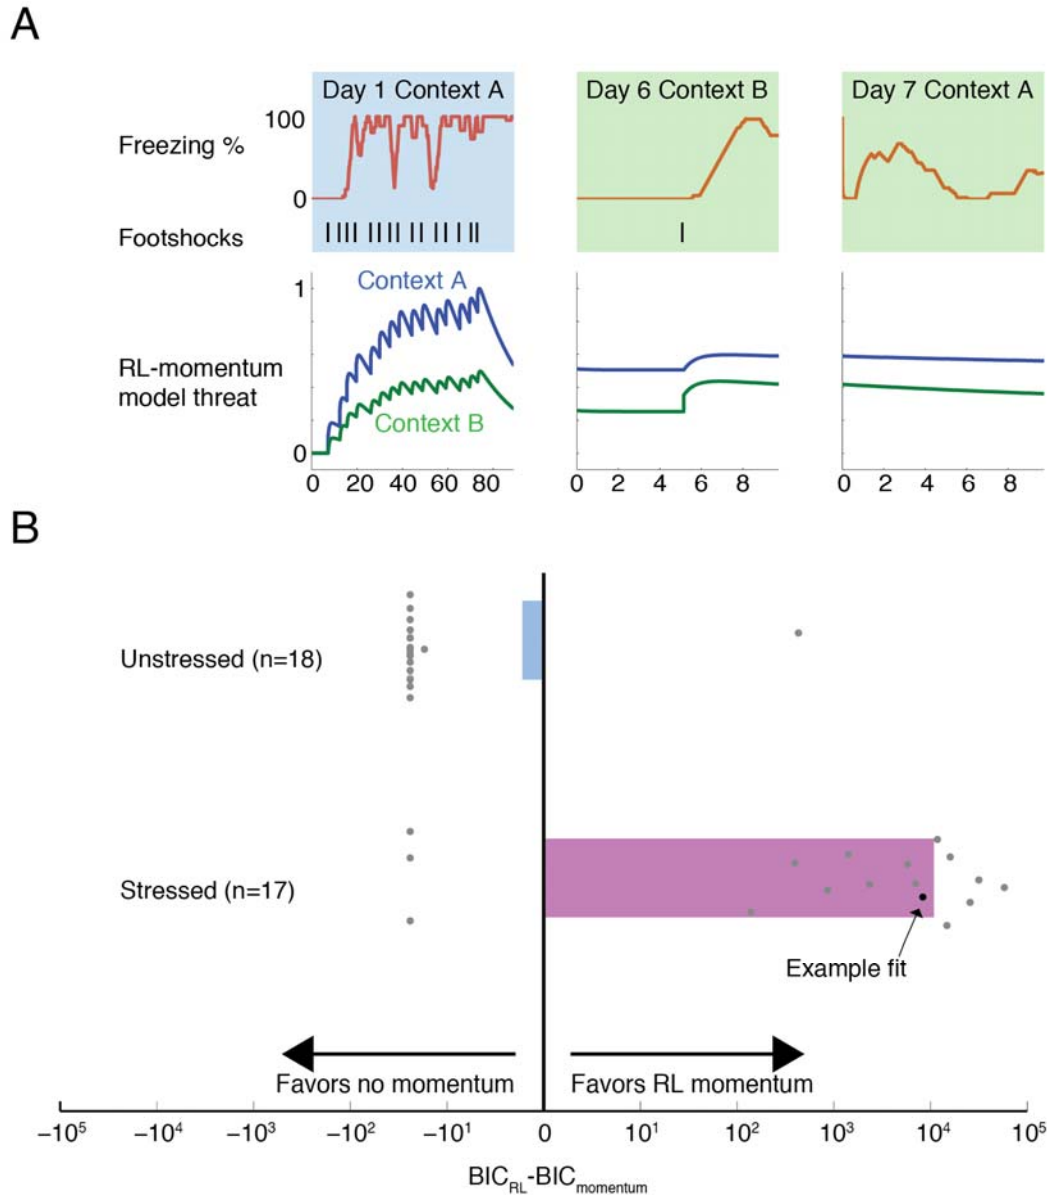 A
Day 1 Context A
Day 6 Context B
Day 7 Context A
Freezing %
100
0
Footshocks
RL-momentum
model threat
1
0
Context A
Context B
0 20 40 60 80
0 2 4 6 8
0 2 4 6 8
B
Unstressed (n=18)
Stressed (n=17)
Example fit
Favors no momentum
Favors RL momentum
−10⁵ −10⁴ −10³ −10² −10¹ 0 10¹ 10² 10³ 10⁴ 10⁵
BIC_RL-BIC_momentum